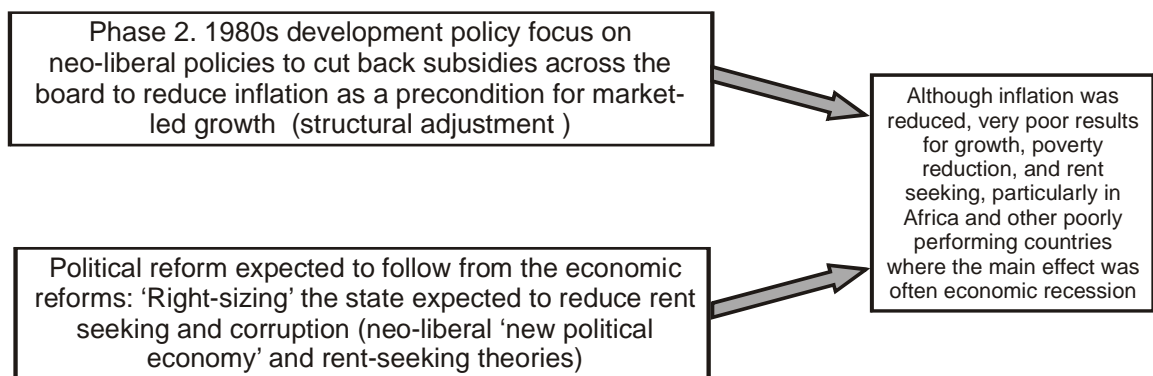 Phase 2. 1980s development policy focus on
neo-liberal policies to cut back subsidies across the
board to reduce inflation as a precondition for market-
led growth (structural adjustment )
Although inflation was
reduced, very poor results
for growth, poverty
reduction, and rent
seeking, particularly in
Africa and other poorly
performing countries
where the main effect was
often economic recession
Political reform expected to follow from the economic
reforms: ‘Right-sizing’ the state expected to reduce rent
seeking and corruption (neo-liberal ‘new political
economy’ and rent-seeking theories)